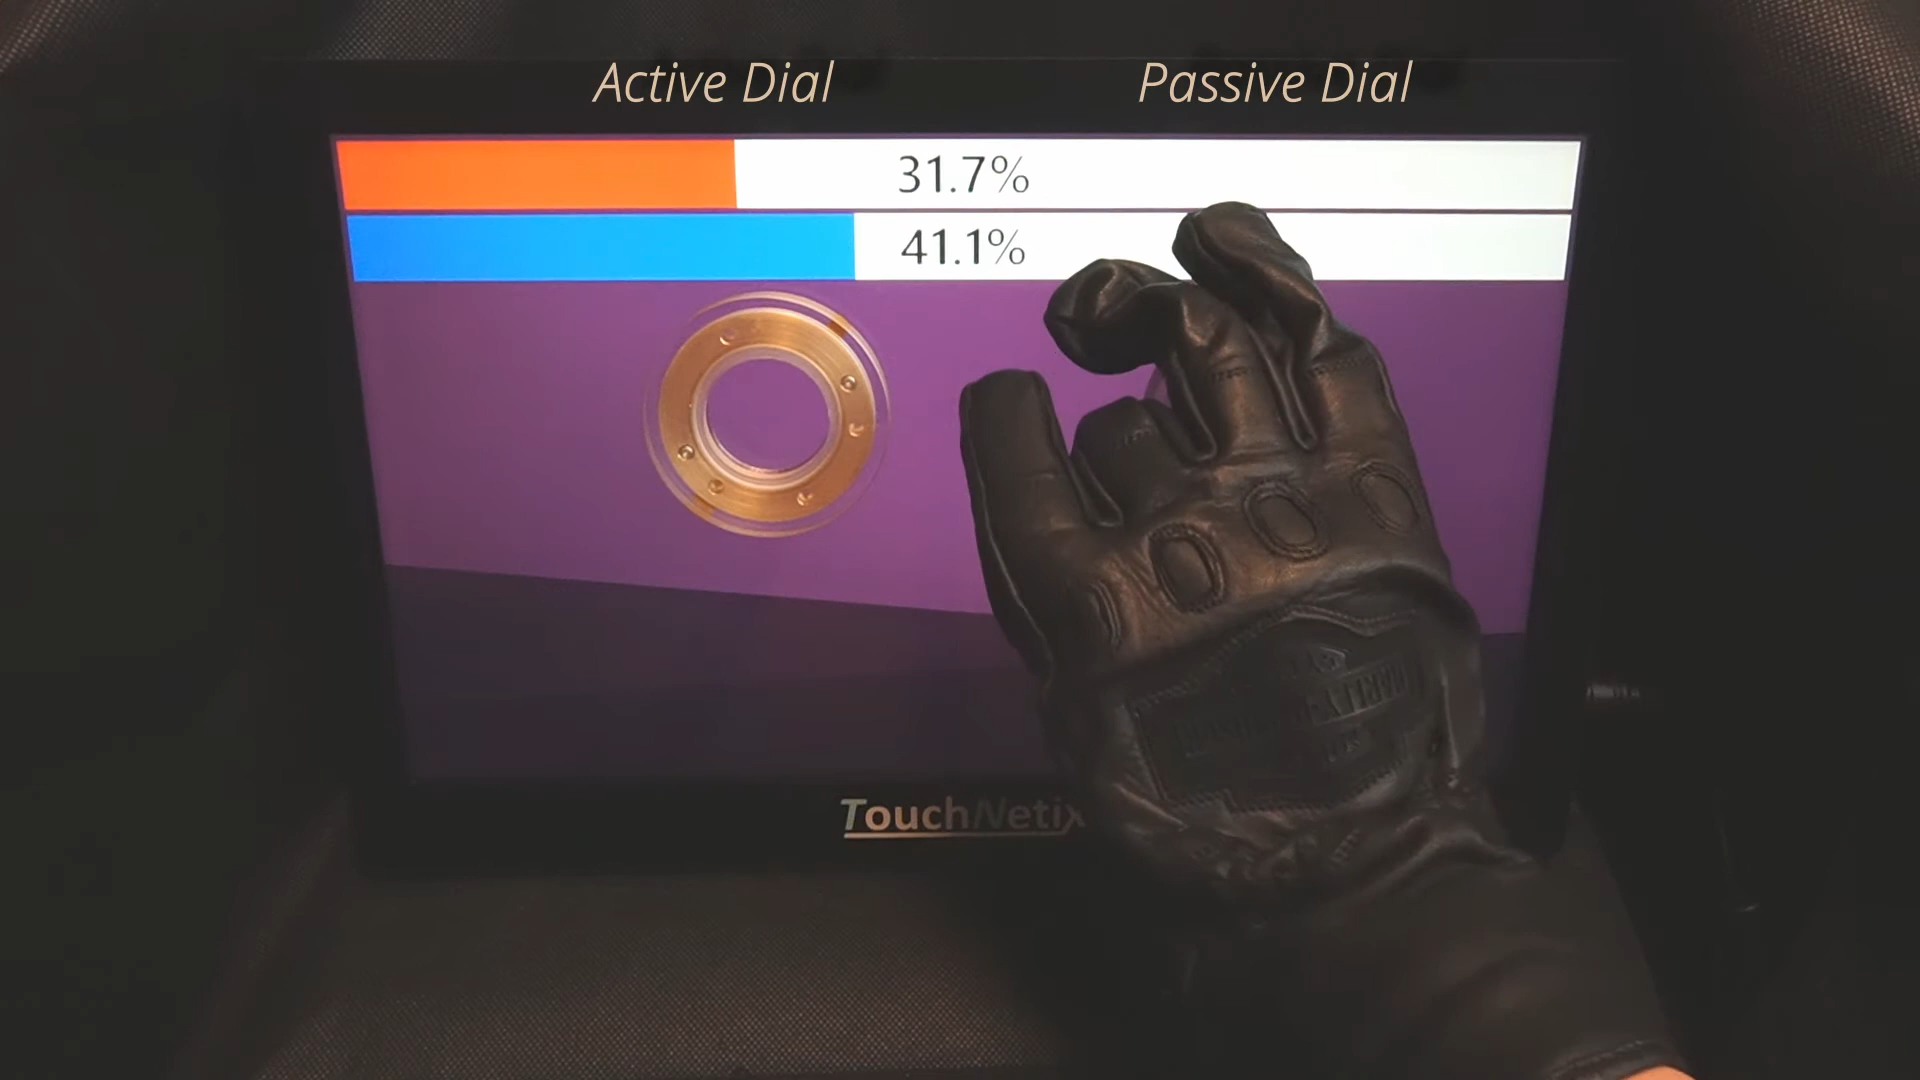 Active Dial
Passive Dial
31.7%
41.1%
TouchNetix